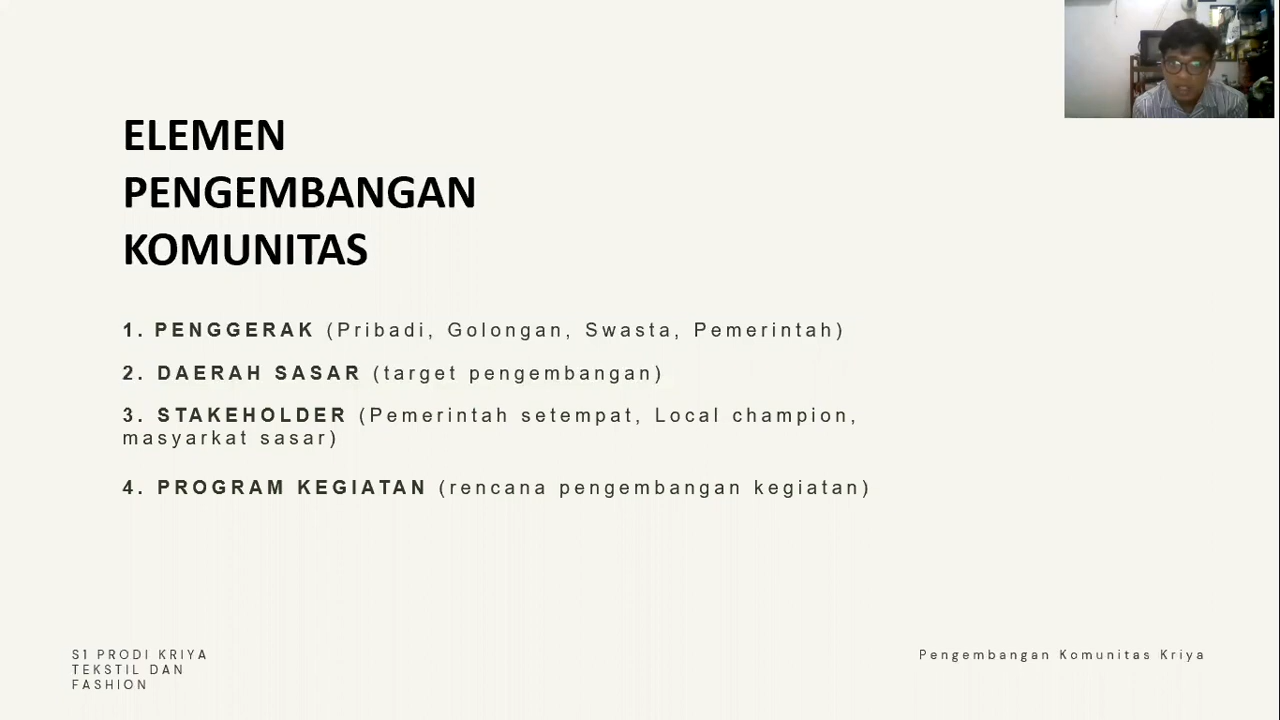 ELEMEN
PENGEMBANGAN
KOMUNITAS
1. PENGGERAK (Pribadi, Golongan, Swasta, Pemerintah)
2. DAERAH SASAR (target pengembangan)
3. STAKEHOLDER (Pemerintah setempat, Local champion,
masyarkat sasar)
4. PROGRAM KEGIATAN (rencana pengembangan kegiatan)
S1 PRODI KRIYA
TEKSTIL DAN
FASHION
Pengembangan Komunitas Kriya